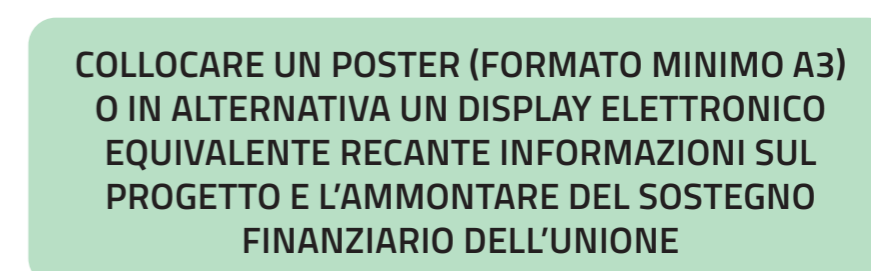 COLLOCARE UN POSTER (FORMATO MINIMO A3)
O IN ALTERNATIVA UN DISPLAY ELETTRONICO
EQUIVALENTE RECANTE INFORMAZIONI SUL
PROGETTO E L’AMMONTARE DEL SOSTEGNO
FINANZIARIO DELL’UNIONE